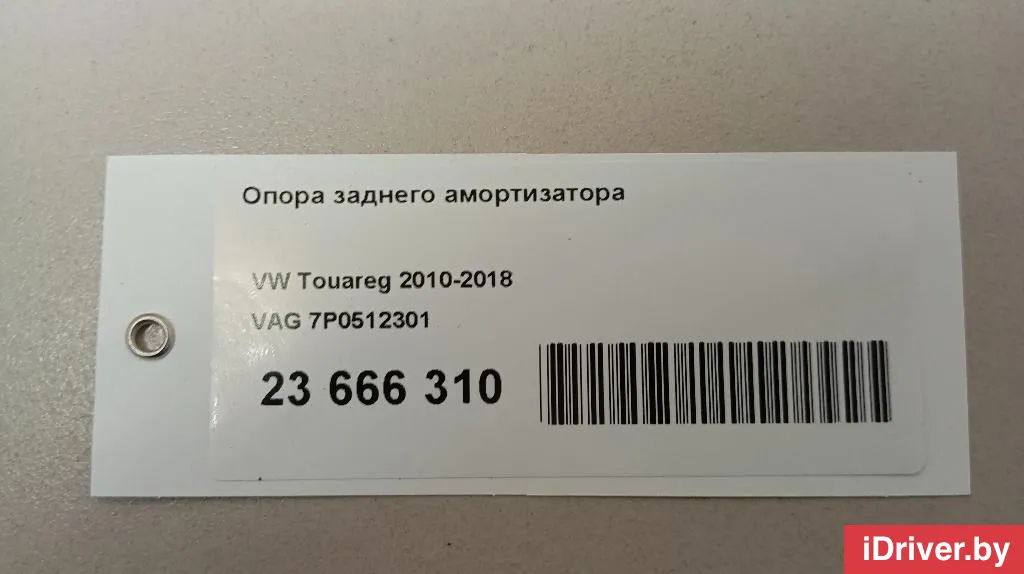 Опора заднего амортизатора
VW Touareg 2010-2018
VAG 7P0512301
23 666 310
iDriver.by